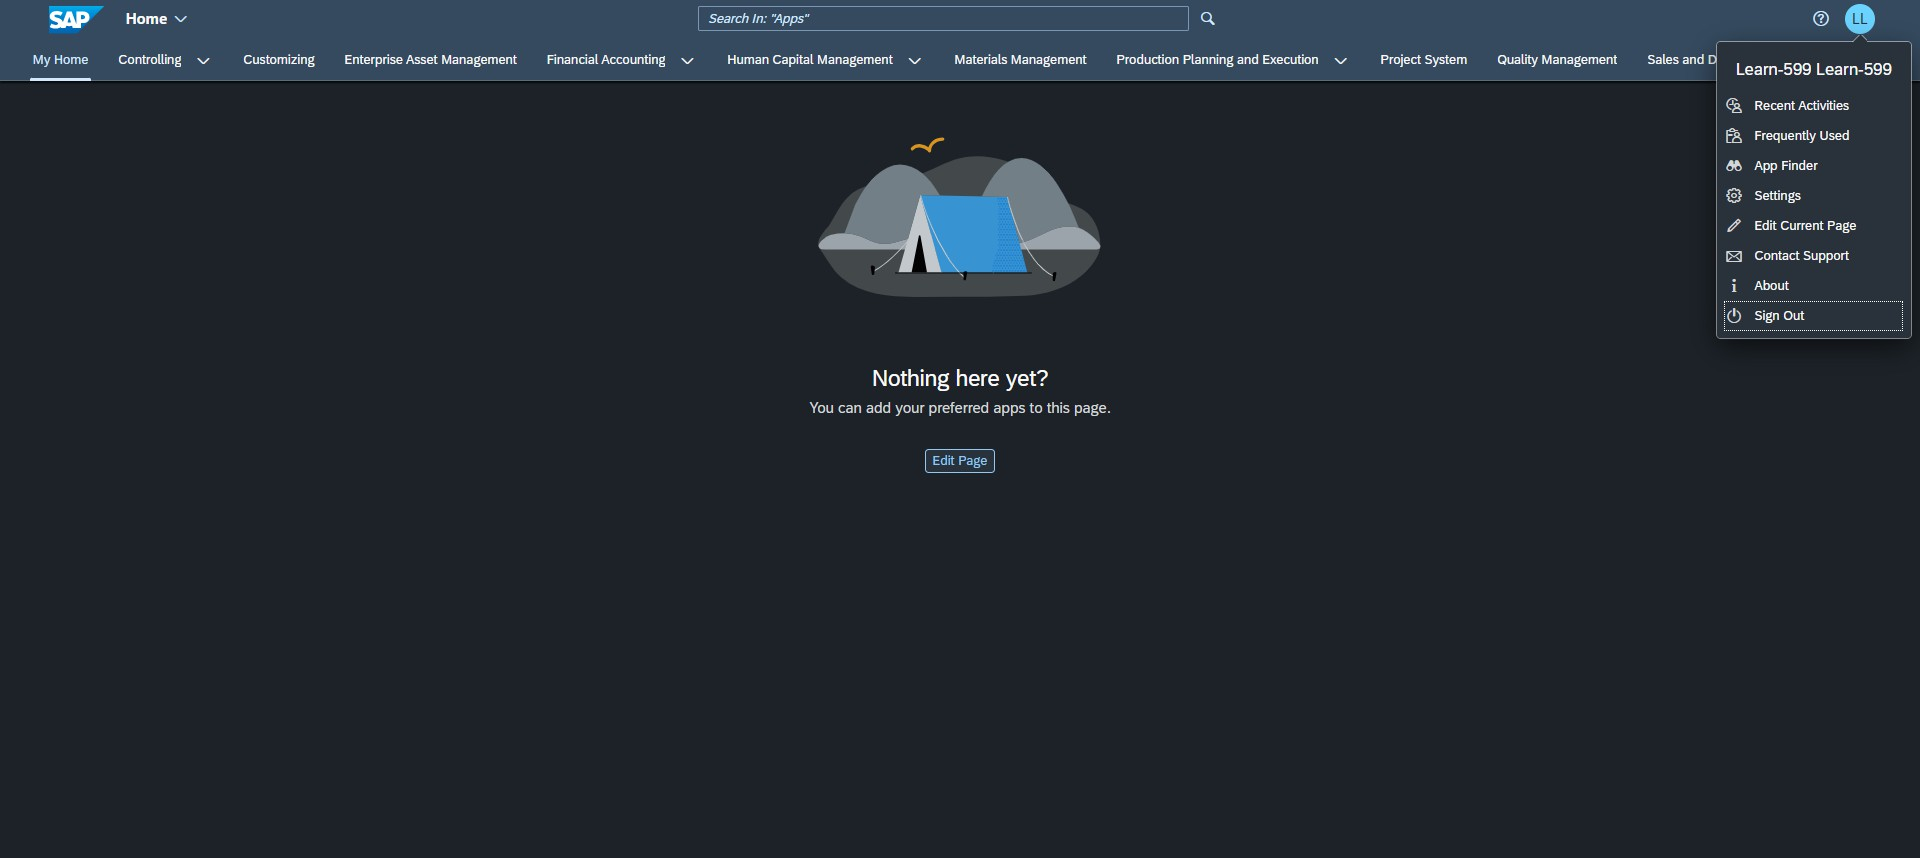 SAP
Home
Search In: "Apps"
LL
My Home
Controlling
Customizing
Enterprise Asset Management
Financial Accounting
Human Capital Management
Materials Management
Production Planning and Execution
Project System
Quality Management
Sales and D
Learn-599 Learn-599
Recent Activities
Frequently Used
App Finder
Settings
Edit Current Page
Contact Support
About
Sign Out
Nothing here yet?
You can add your preferred apps to this page.
Edit Page